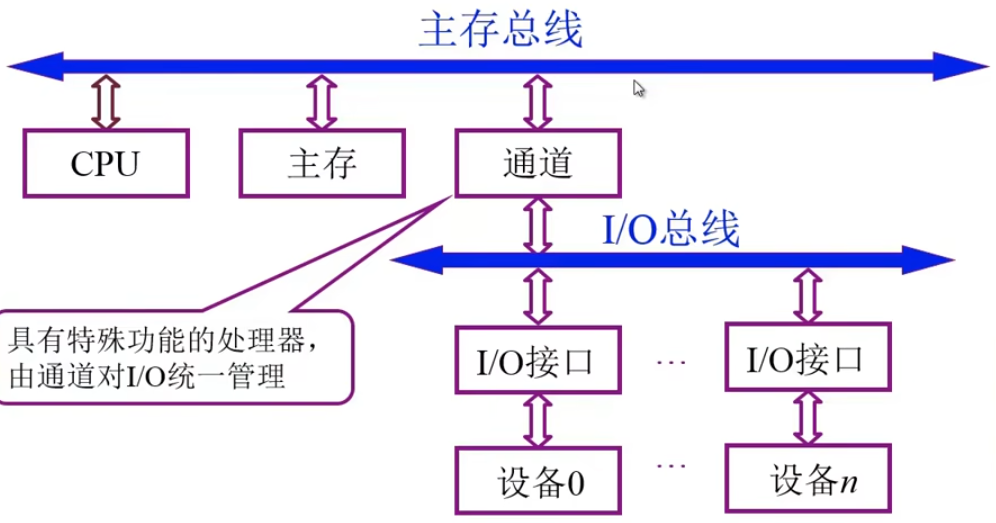 主存总线
CPU
主存
通道
I/O总线
具有特殊功能的处理器，
由通道对I/O统一管理
I/O接口
…
I/O接口
设备0
…
设备n